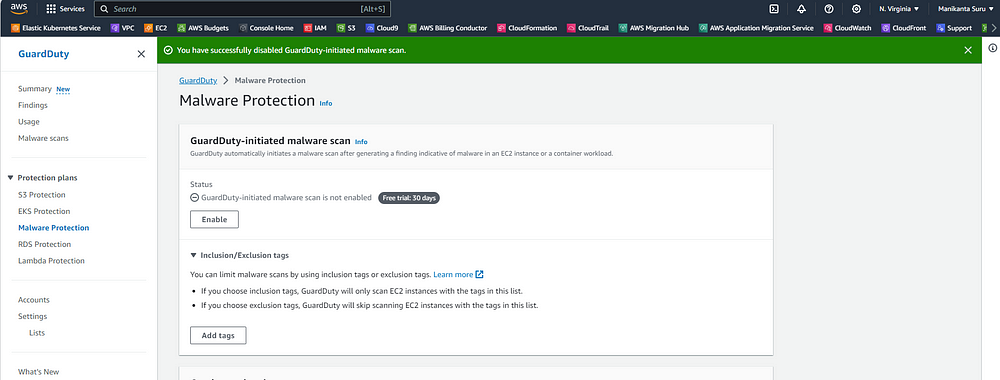 aws
Services
Search
[Alt+S]
N. Virginia
Manikanta Suru
Elastic Kubernetes Service
VPC
EC2
AWS Budgets
Console Home
IAM
S3
Cloud9
AWS Billing Conductor
CloudFormation
CloudTrail
AWS Migration Hub
AWS Application Migration Service
CloudWatch
CloudFront
Support
GuardDuty
You have successfully disabled GuardDuty-initiated malware scan.
Summary New
Findings
Usage
Malware scans
Protection plans
S3 Protection
EKS Protection
Malware Protection
RDS Protection
Lambda Protection
Accounts
Settings
Lists
What's New
GuardDuty > Malware Protection
Malware Protection Info
GuardDuty-initiated malware scan Info
GuardDuty automatically initiates a malware scan after generating a finding indicative of malware in an EC2 instance or a container workload.
Status
GuardDuty-initiated malware scan is not enabled Free trial: 30 days
Enable
Inclusion/Exclusion tags
You can limit malware scans by using inclusion tags or exclusion tags. Learn more
• If you choose inclusion tags, GuardDuty will only scan EC2 instances with the tags in this list.
• If you choose exclusion tags, GuardDuty will skip scanning EC2 instances with the tags in this list.
Add tags